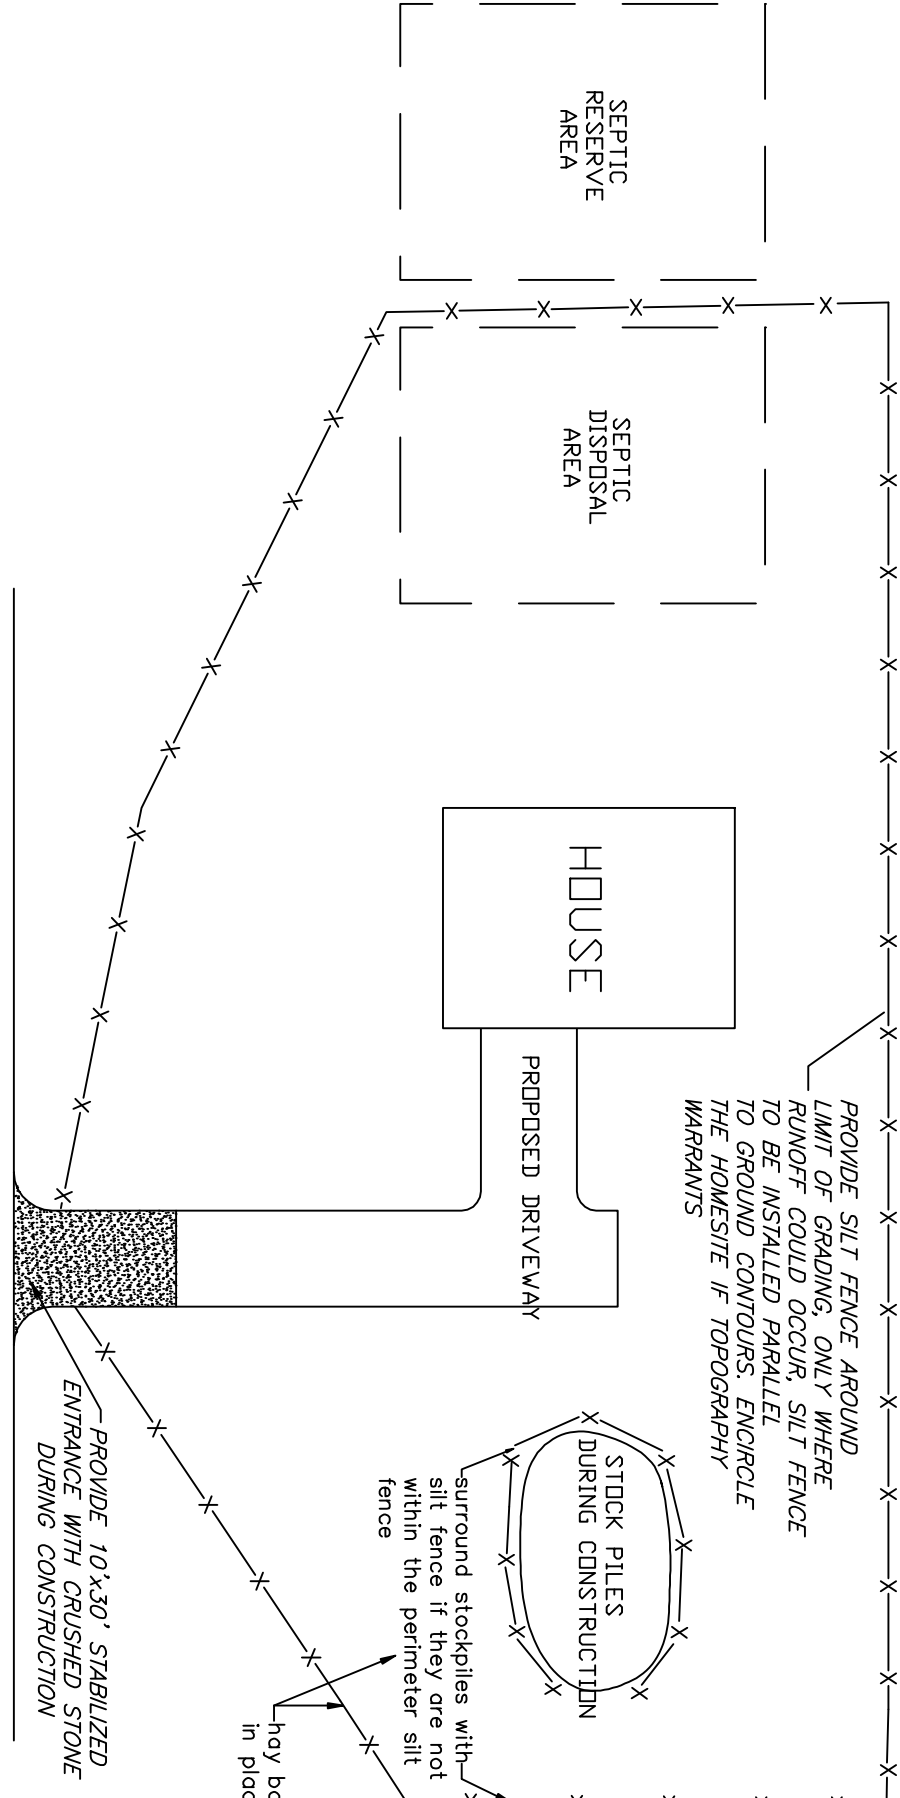 SEPTIC
RESERVE
AREA
SEPTIC
DISPOSAL
AREA
HOUSE
PROPOSED DRIVEWAY
PROVIDE SILT FENCE AROUND
LIMIT OF GRADING, ONLY WHERE
RUNOFF COULD OCCUR, SILT FENCE
TO BE INSTALLED PARALLEL
TO GROUND CONTOURS. ENCIRCLE
THE HOMESITE IF TOPOGRAPHY
WARRANTS
STOCK PILES
DURING CONSTRUCTION
surround stockpiles with
silt fence if they are not
within the perimeter silt
fence
hay
in
PROVIDE 10'x30' STABILIZED
ENTRANCE WITH CRUSHED STONE
DURING CONSTRUCTION